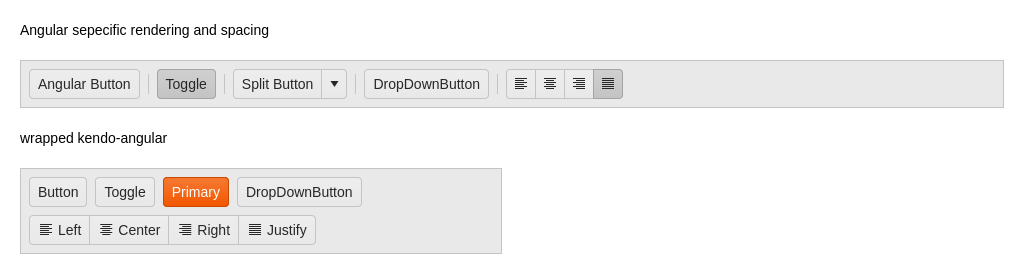 Angular sepecific rendering and spacing
Angular Button Toggle Split Button DropDownButton
wrapped kendo-angular
Button Toggle Primary DropDownButton
Left Center Right Justify